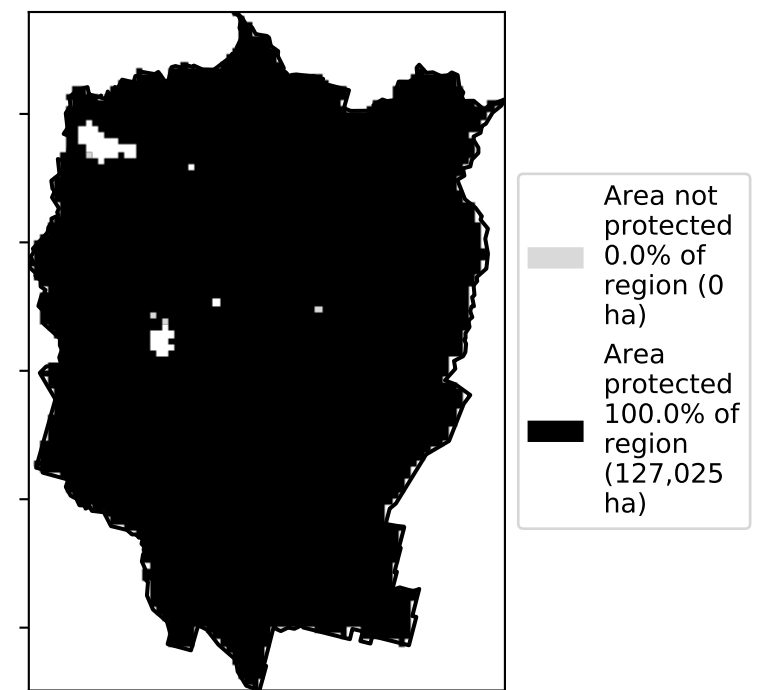 Area not
protected
0.0% of
region (0
ha)
Area
protected
100.0% of
region
(127,025
ha)